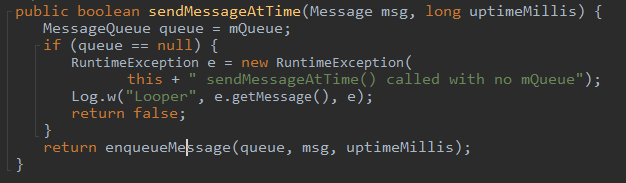 public boolean sendMessageAtTime(Message msg, long uptimeMillis) {
    MessageQueue queue = mQueue;
    if (queue == null) {
        RuntimeException e = new RuntimeException(
                this + " sendMessageAtTime() called with no mQueue");
        Log.w("Looper", e.getMessage(), e);
        return false;
    }
    return enqueueMessage(queue, msg, uptimeMillis);
}